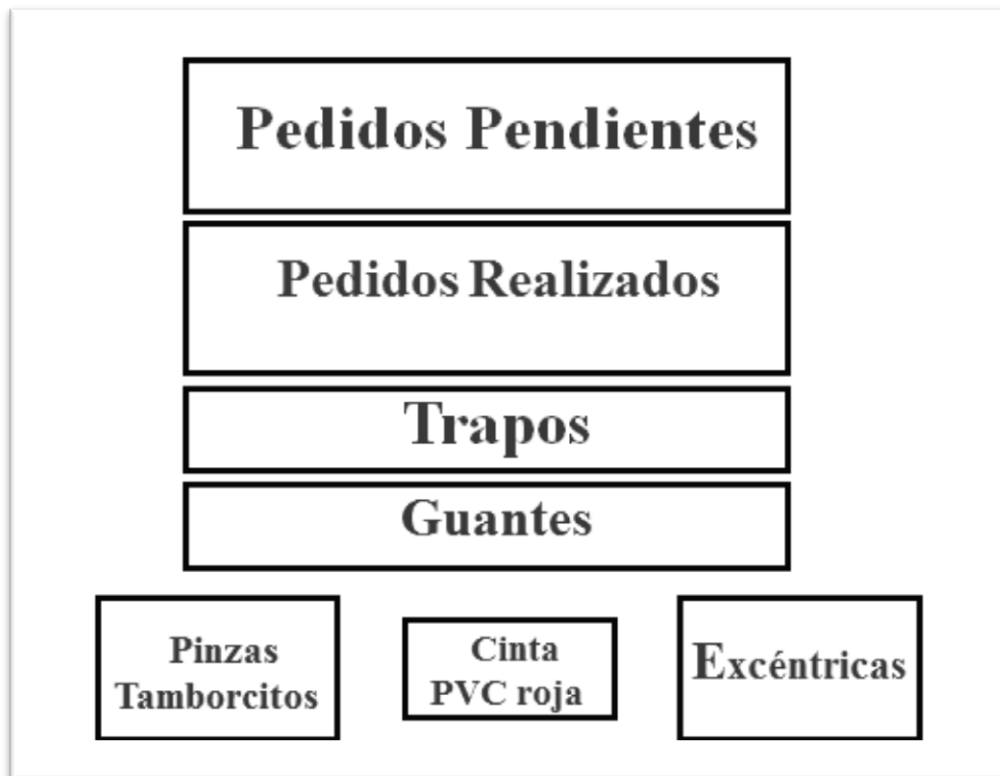 Pedidos Pendientes
Pedidos Realizados
Trapos
Guantes
Pinzas
Tamborcitos
Cinta
PVC roja
Excéntricas